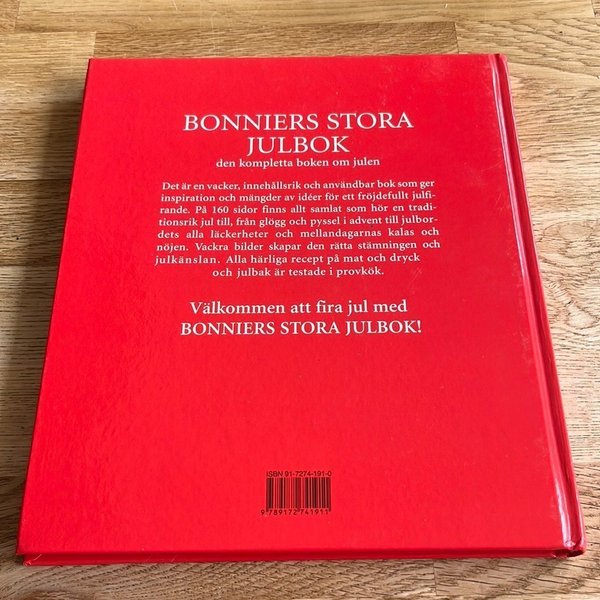 BONNIERS STORA
JULBOK
den kompletta boken om julen
Det är en vacker, innehållsrik och användbar bok som ger
inspiration och mängder av idéer för ett fröjdefullt julfi-
rande. På 160 sidor finns allt samlat som hör en tradi-
tionsrik jul till, från glögg och pyssel i advent till julbor-
dets alla läckerheter och mellandagarnas kalas och
nöjen. Vackra bilder skapar den rätta stämningen och
julkänslan. Alla härliga recept på mat och dryck
och julbak är testade i provkök.
Välkommen att fira jul med
BONNIERS STORA JULBOK!
ISBN 91-7274-191-0
9 789172 741911